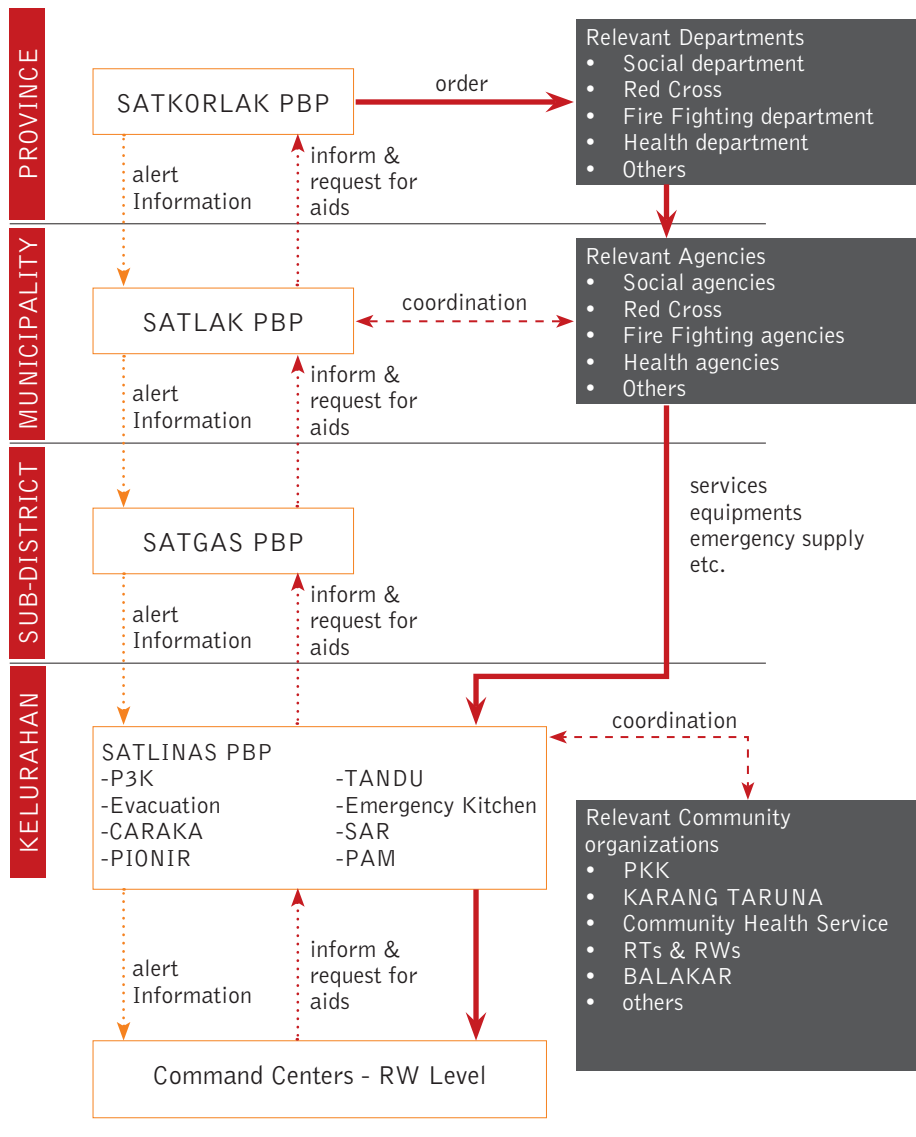 PROVINCE
SATKORLAK PBP
order
Relevant Departments
• Social department
• Red Cross
• Fire Fighting department
• Health department
• Others
alert
Information
inform &
request for
aids
MUNICIPALITY
SATLAK PBP
coordination
Relevant Agencies
• Social agencies
• Red Cross
• Fire Fighting agencies
• Health agencies
• Others
alert
Information
inform &
request for
aids
SUB-DISTRICT
SATGAS PBP
services
equipments
emergency supply
etc.
alert
Information
inform &
request for
aids
KELURAHAN
SATLINAS PBP
-P3K
-Evacuation
-CARAKA
-PIONIR
-TANDU
-Emergency Kitchen
-SAR
-PAM
coordination
Relevant Community
organizations
• PKK
• KARANG TARUNA
• Community Health Service
• RTs & RWs
• BALAKAR
• others
alert
Information
inform &
request for
aids
Command Centers - RW Level